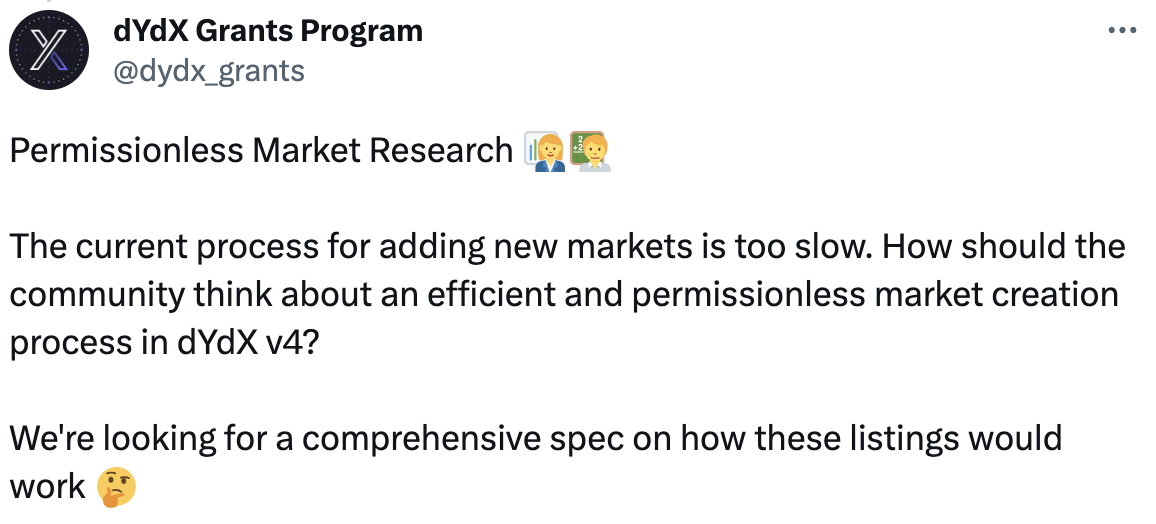 dYdX Grants Program
@dydx_grants
Permissionless Market Research 👩‍💼🧑‍🏫
The current process for adding new markets is too slow. How should the
community think about an efficient and permissionless market creation
process in dYdX v4?
We're looking for a comprehensive spec on how these listings would
work 🤔